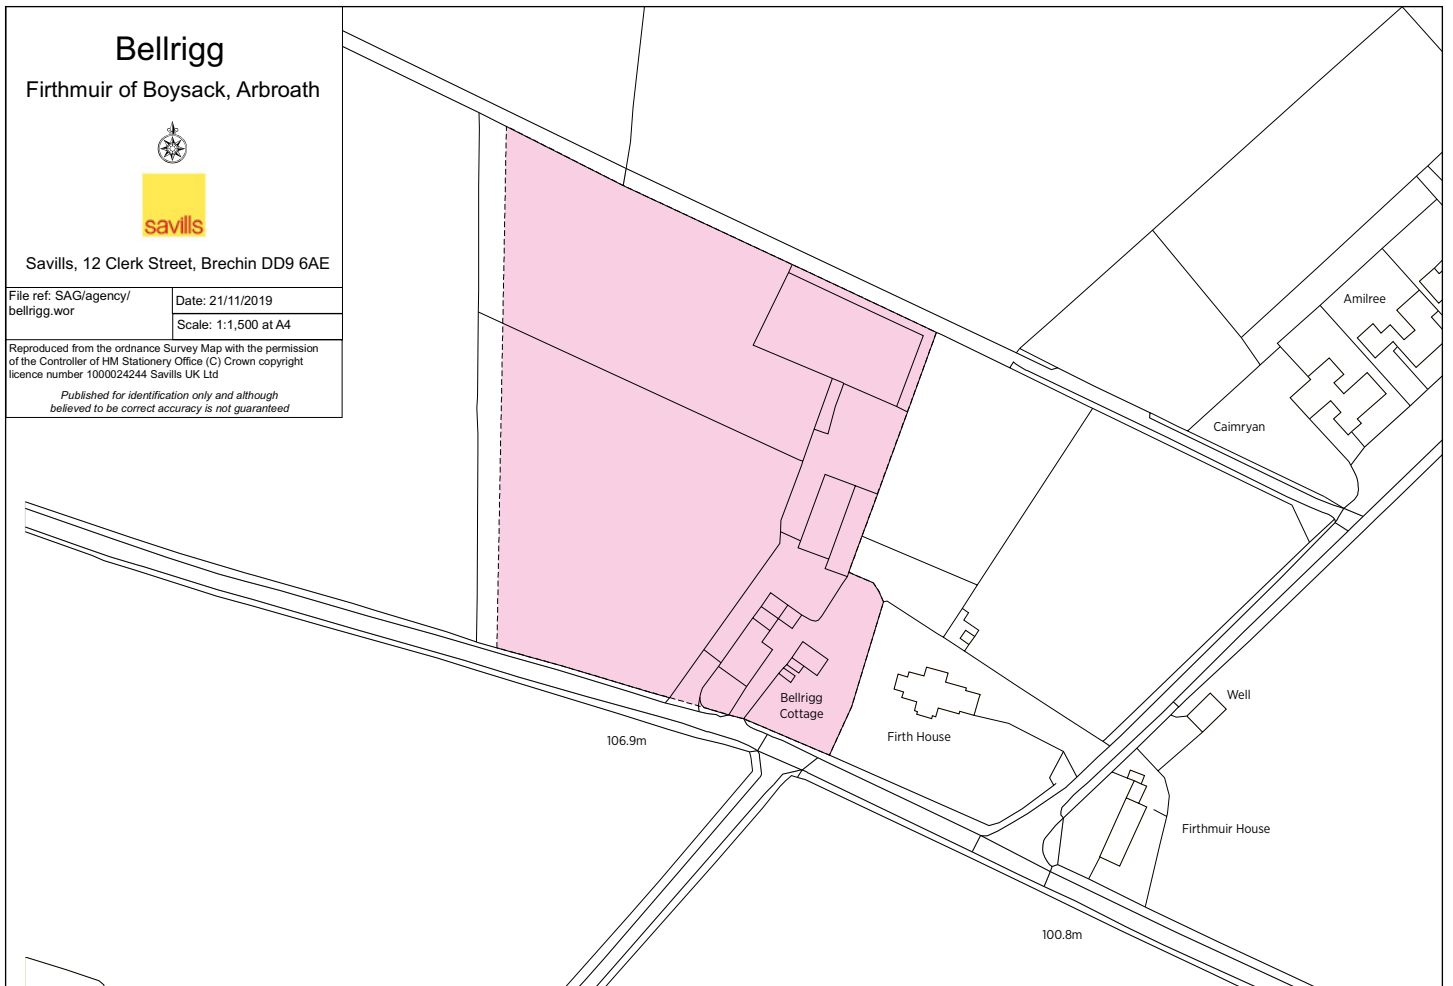 Bellrigg
Firthmuir of Boysack, Arbroath
savills
Savills, 12 Clerk Street, Brechin DD9 6AE
File ref: SAG/agency/
bellrigg.wor
Date: 21/11/2019
Scale: 1:1,500 at A4
Reproduced from the ordnance Survey Map with the permission
of the Controller of HM Stationery Office (C) Crown copyright
licence number 1000024244 Savills UK Ltd
Published for identification only and although
believed to be correct accuracy is not guaranteed
Amilree
Caimryan
Bellrigg
Cottage
Well
Firth House
106.9m
Firthmuir House
100.8m